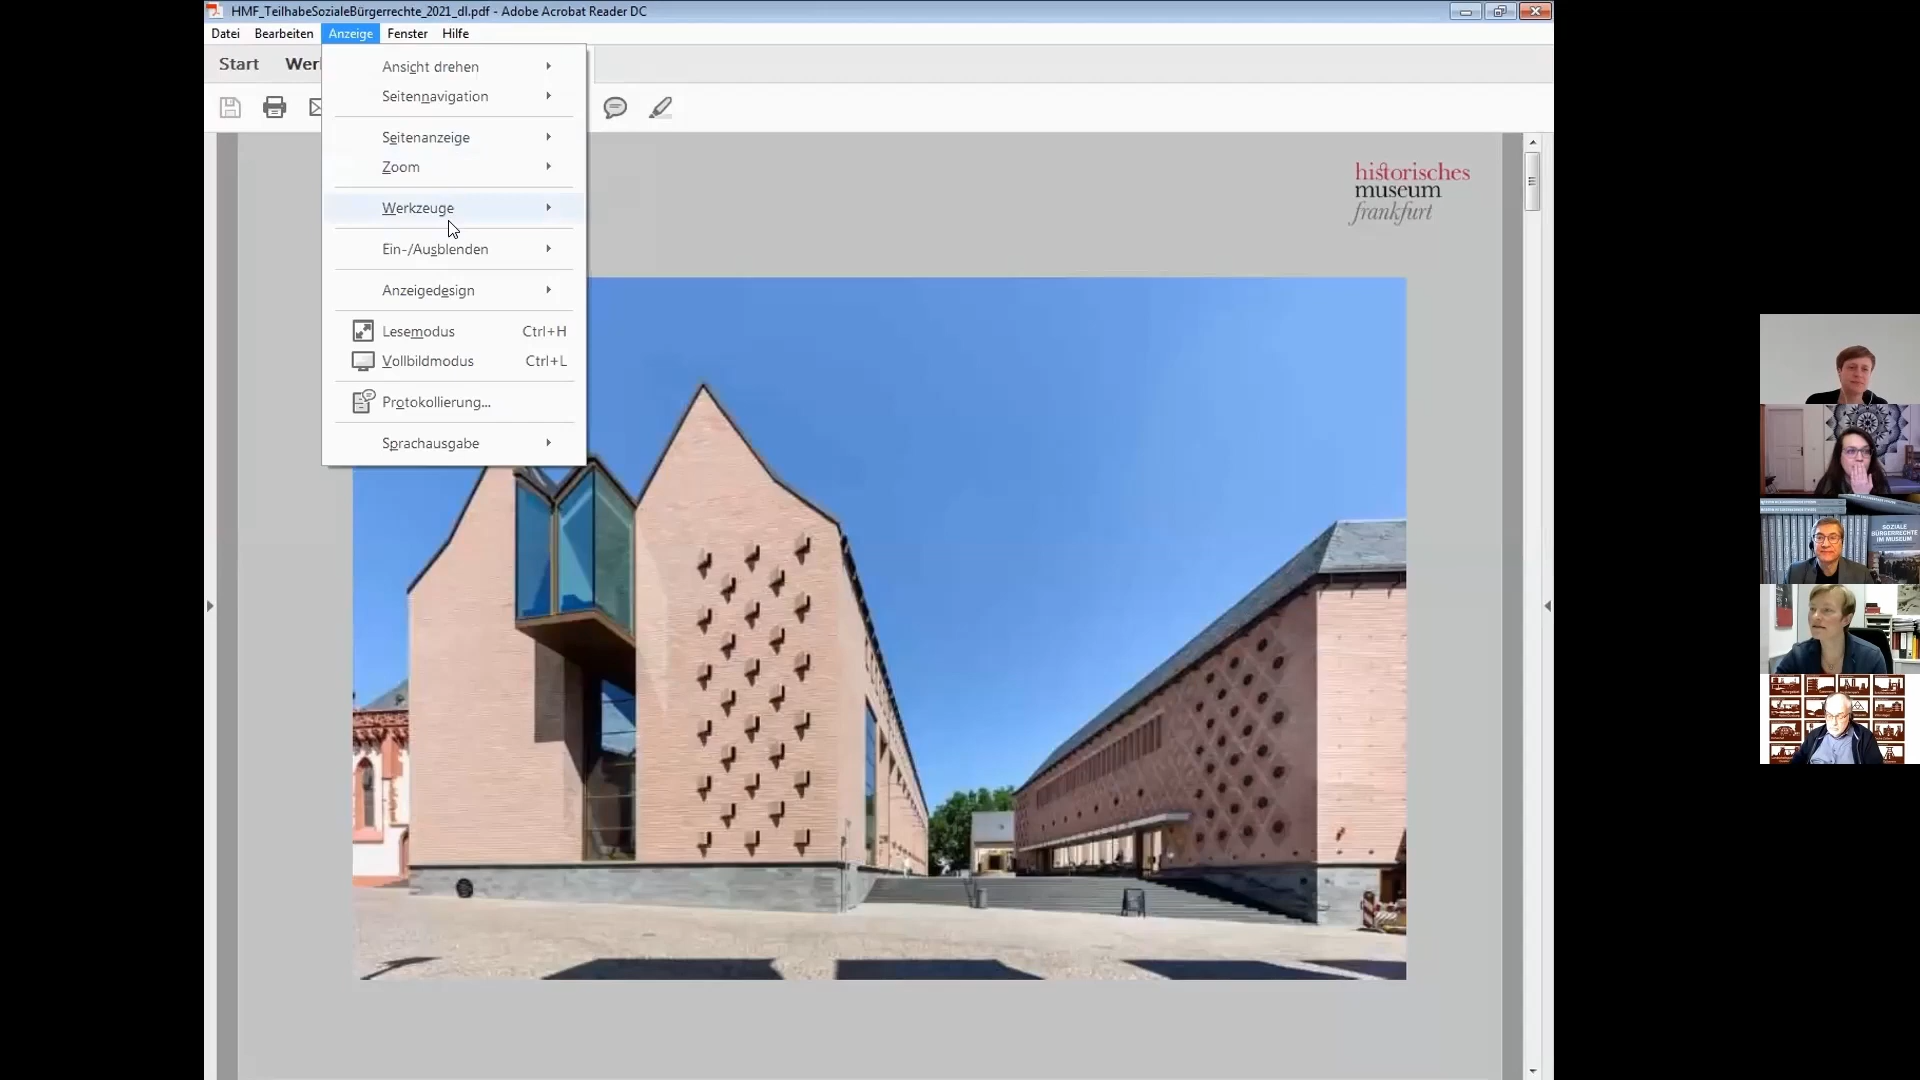 HMF_TeilhabeSozialeBürgerrechte_2021_dl.pdf - Adobe Acrobat Reader DC
Datei Bearbeiten Anzeige Fenster Hilfe
Start Wer
Ansicht drehen
Seitennavigation
Seitenanzeige
Zoom
Werkzeuge
Ein-/Ausblenden
Anzeigedesign
Lesemodus Ctrl+H
Vollbildmodus Ctrl+L
Protokollierung...
Sprachausgabe
historisches
museum
frankfurt
SOZIALE
BÜRGERRECHTE
IM MUSEUM